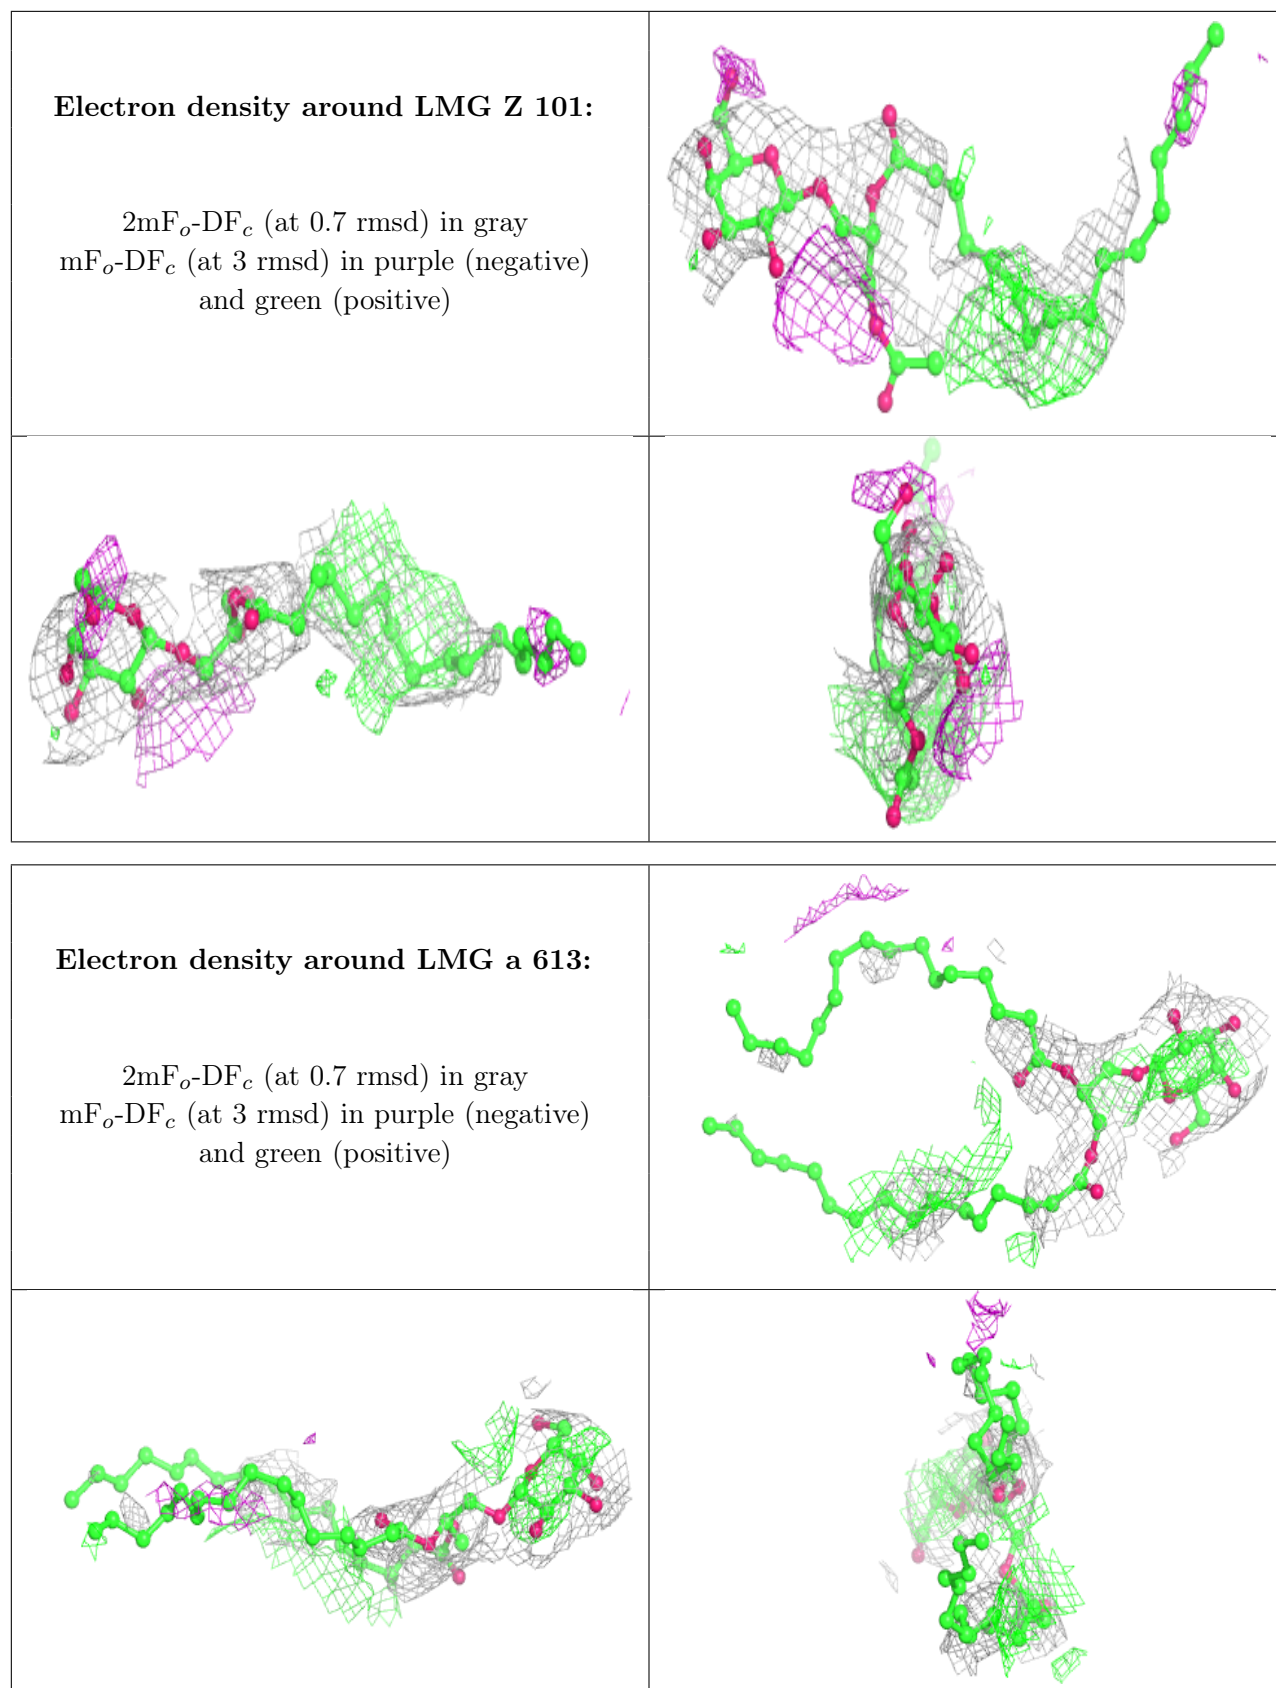 Electron density around LMG Z 101:
2mFo-DFc (at 0.7 rmsd) in gray
mFo-DFc (at 3 rmsd) in purple (negative)
and green (positive)
Electron density around LMG a 613:
2mFo-DFc (at 0.7 rmsd) in gray
mFo-DFc (at 3 rmsd) in purple (negative)
and green (positive)